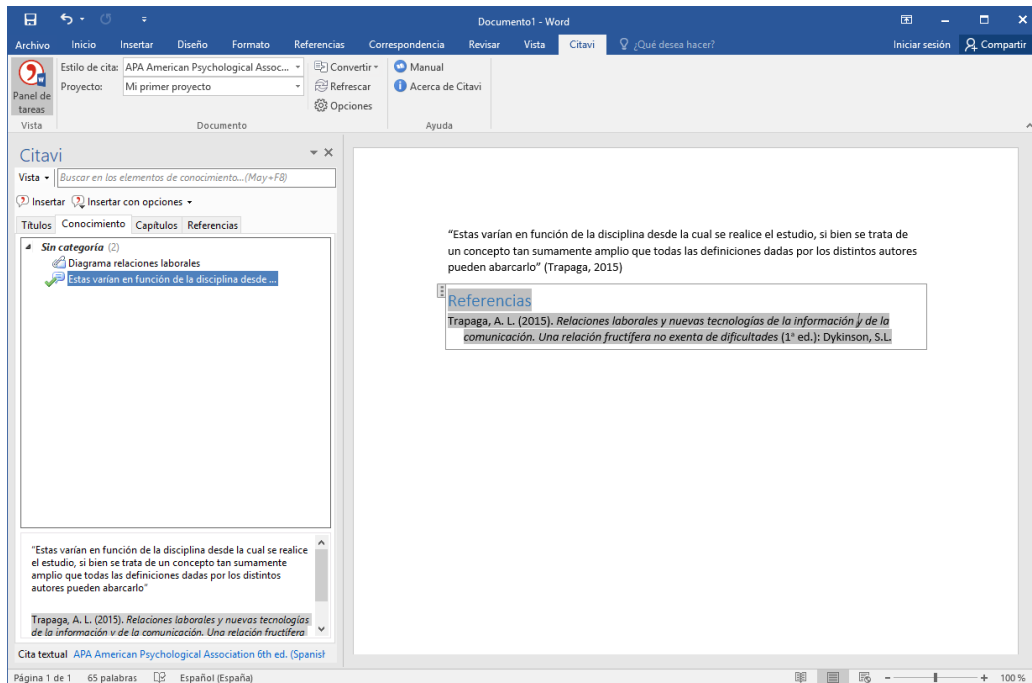 Documento1 - Word
Archivo Inicio Insertar Diseño Formato Referencias Correspondencia Revisar Vista Citavi ¿Qué desea hacer? Iniciar sesión Compartir
Estilo de cita: APA American Psychological Assoc... Convertir Manual
Panel de tareas Proyecto: Mi primer proyecto Refrescar Acerca de Citavi
Opciones
Vista Documento Ayuda
Citavi
Vista Buscar en los elementos de conocimiento...(May+F8)
Insertar Insertar con opciones
Títulos Conocimiento Capítulos Referencias
Sin categoría (2)
Diagrama relaciones laborales
Estas varían en función de la disciplina desde ...
"Estas varían en función de la disciplina desde la cual se realice
el estudio, si bien se trata de un concepto tan sumamente
amplio que todas las definiciones dadas por los distintos
autores pueden abarcarlo"
Trapaga, A. L. (2015). Relaciones laborales y nuevas tecnologías
de la información y de la comunicación. Una relación fructífera
Cita textual APA American Psychological Association 6th ed. (Spanish
“Estas varían en función de la disciplina desde la cual se realice el estudio, si bien se trata de
un concepto tan sumamente amplio que todas las definiciones dadas por los distintos autores
pueden abarcarlo” (Trapaga, 2015)
Referencias
Trapaga, A. L. (2015). Relaciones laborales y nuevas tecnologías de la información y de la
comunicación. Una relación fructífera no exenta de dificultades (1ª ed.): Dykinson, S.L.
Página 1 de 1 65 palabras Español (España) 100 %